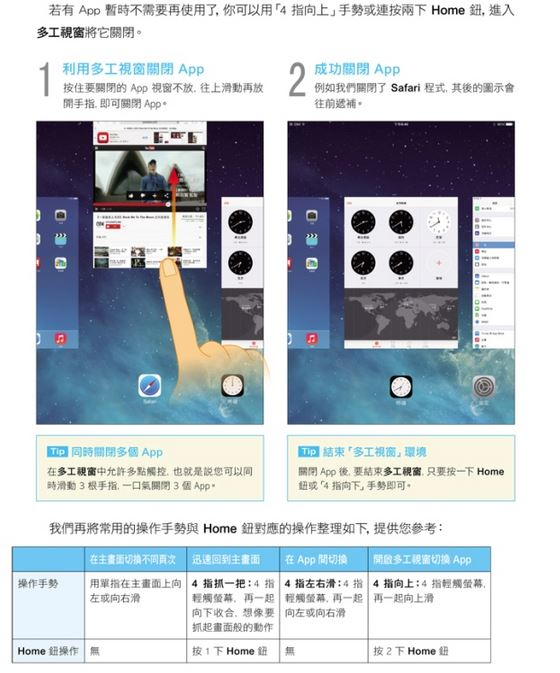 若有 App 暫時不需要再使用了, 你可以用「4 指向上」手勢或連按兩下 Home 鈕, 進入
多工視窗將它關閉。
1 利用多工視窗關閉 App
按住要關閉的 App 視窗不放, 往上滑動再放
開手指, 即可關閉 App。
2 成功關閉 App
例如我們關閉了 Safari 程式, 其後的圖示會
往前遞補。
Safari
時鐘
時鐘
設定
Tip 同時關閉多個 App
在多工視窗中允許多點觸控, 也就是說您可以同
時滑動 3 根手指, 一口氣關閉 3 個 App。
Tip 結束「多工視窗」環境
關閉 App 後, 要結束多工視窗, 只要按一下 Home
鈕或「4 指向下」手勢即可。
我們再將常用的操作手勢與 Home 鈕對應的操作整理如下, 提供您參考：
在主畫面切換不同頁次 迅速回到主畫面 在 App 間切換 開啟多工視窗切換 App
操作手勢
用單指在主畫面上向
左或向右滑
4 指抓一把：4 指
輕觸螢幕, 再一起
向下收合, 想像要
抓起畫面般的動作
4 指左右滑：4 指
輕觸螢幕, 再一起
向左或向右滑
4 指向上：4 指輕觸螢幕,
再一起向上滑
Home 鈕操作 無 按 1 下 Home 鈕 無 按 2 下 Home 鈕